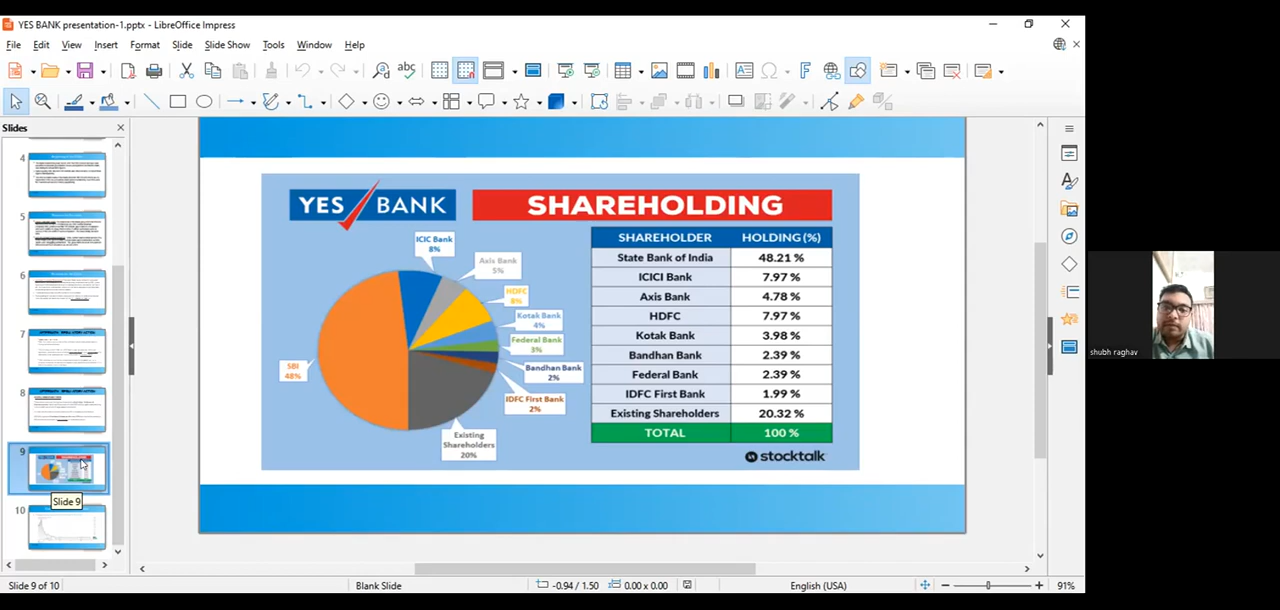 YES BANK presentation-1.pptx - LibreOffice Impress
File Edit View Insert Format Slide Slide Show Tools Window Help
Slides
4
5
6
7
8
9
10
Slide 9
YES BANK
SHAREHOLDING
ICIC Bank
8%
Axis Bank
5%
HDFC
8%
Kotak Bank
4%
Federal Bank
3%
Bandhan Bank
2%
IDFC First Bank
2%
Existing
Shareholders
20%
SBI
48%
SHAREHOLDER HOLDING (%)
State Bank of India 48.21 %
ICICI Bank 7.97 %
Axis Bank 4.78 %
HDFC 7.97 %
Kotak Bank 3.98 %
Bandhan Bank 2.39 %
Federal Bank 2.39 %
IDFC First Bank 1.99 %
Existing Shareholders 20.32 %
TOTAL 100 %
stocktalk
shubh raghav
Slide 9 of 10 Blank Slide -0.94 / 1.50 0.00 x 0.00 English (USA) 91%